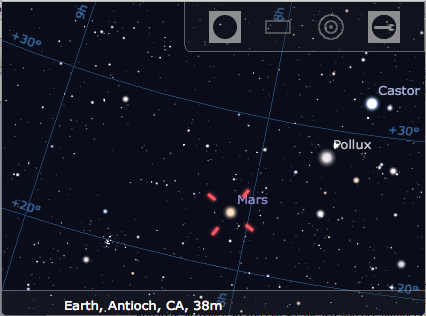 9h
8h
+30°
Castor
+30°
Pollux
Mars
+20°
+20°
Earth, Antioch, CA, 38m